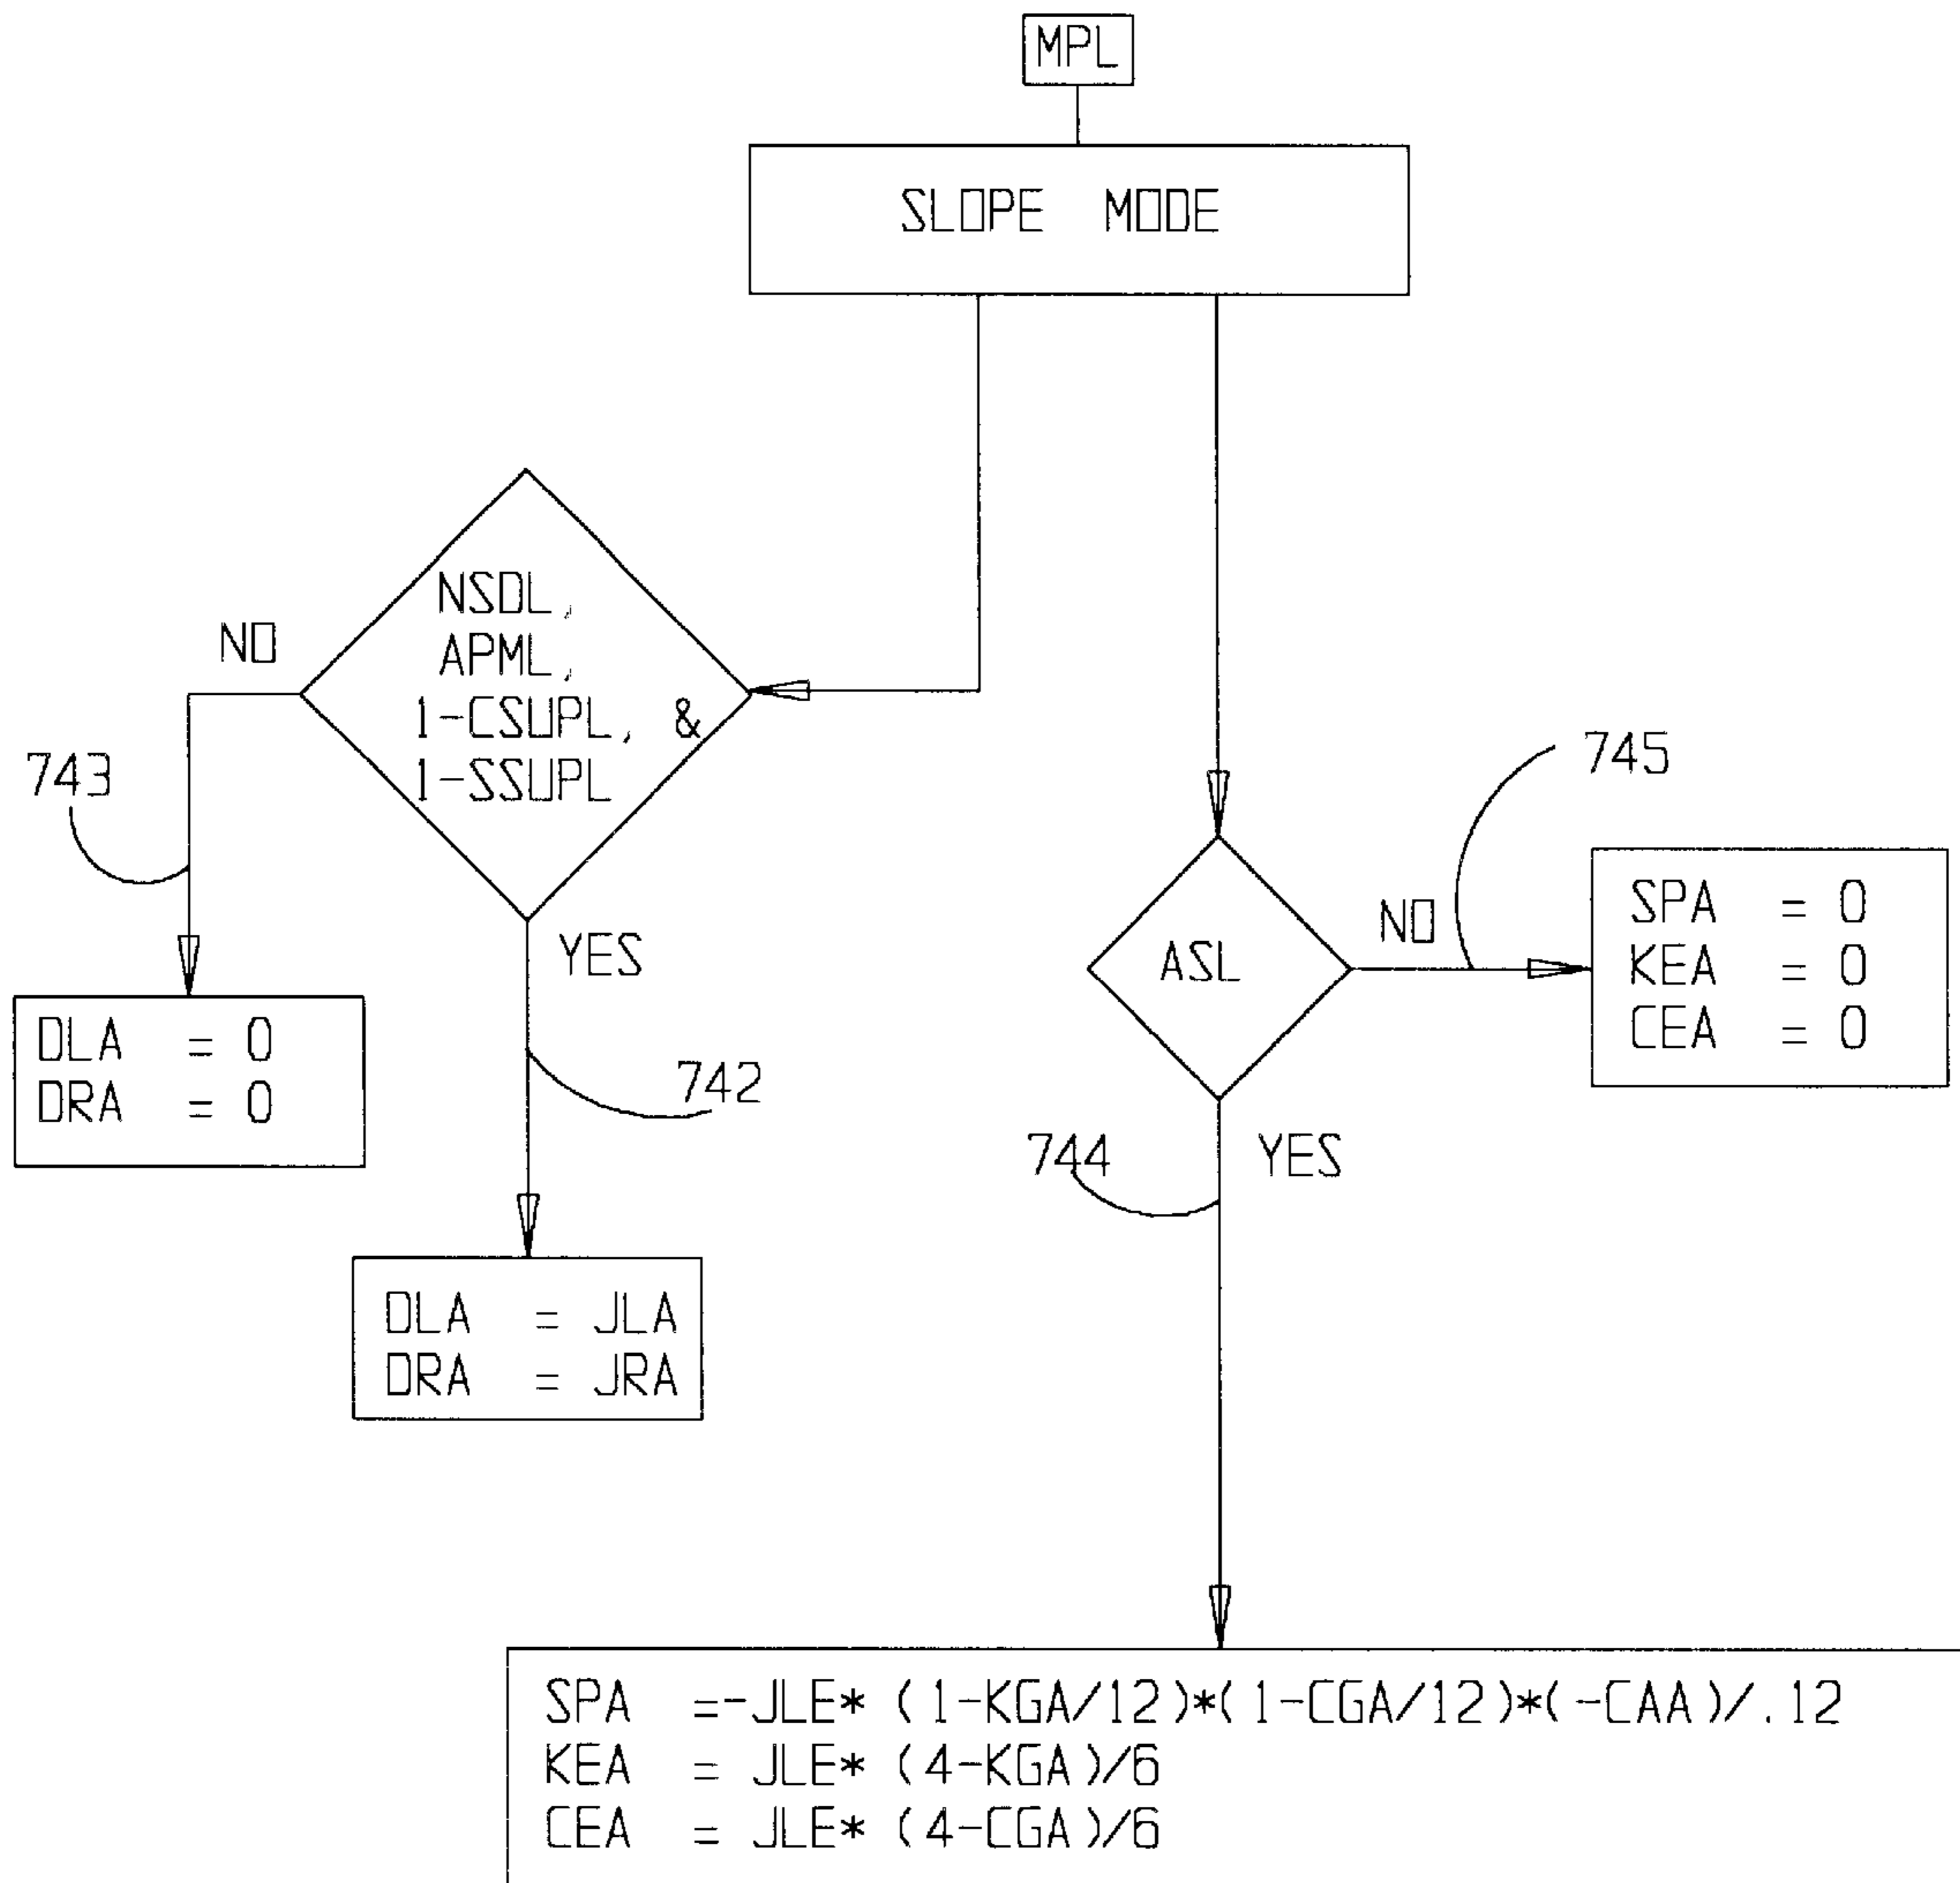 MPL
SLOPE MODE
NSDL,
APML,
1-CSUPL, &
1-SSUPL
NO
743
YES
742
DLA = 0
DRA = 0
DLA = JLA
DRA = JRA
ASL
NO
745
SPA = 0
KEA = 0
CEA = 0
744
YES
SPA =-JLE* (1-KGA/12)*(1-CGA/12)*(-CAA)/.12
KEA = JLE* (4-KGA)/6
CEA = JLE* (4-CGA)/6